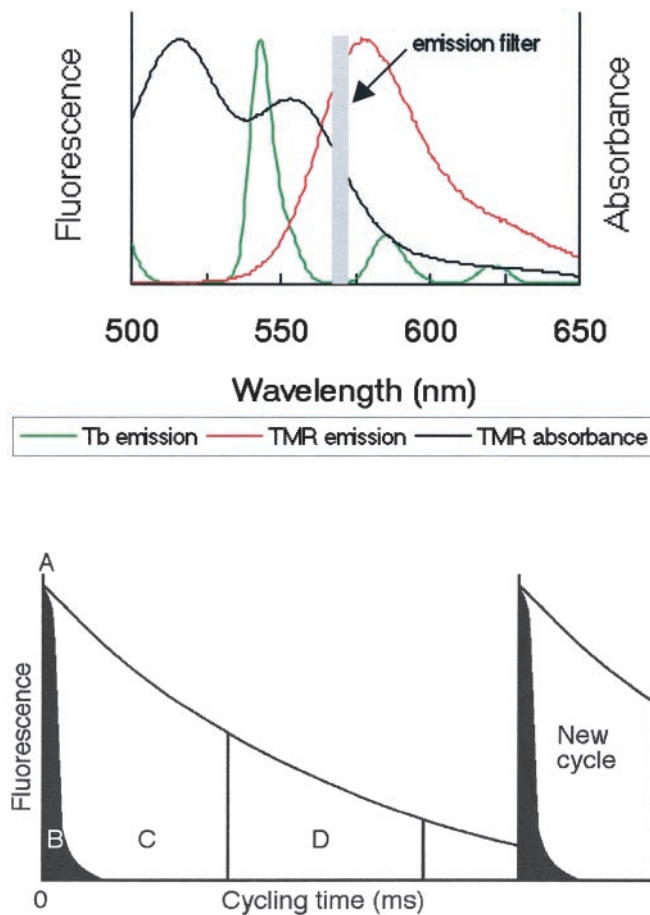 emission filter
Fluorescence
Absorbance
500 550 600 650
Wavelength (nm)
Tb emission TMR emission TMR absorbance
A
Fluorescence
B C D
New
cycle
0 Cycling time (ms)